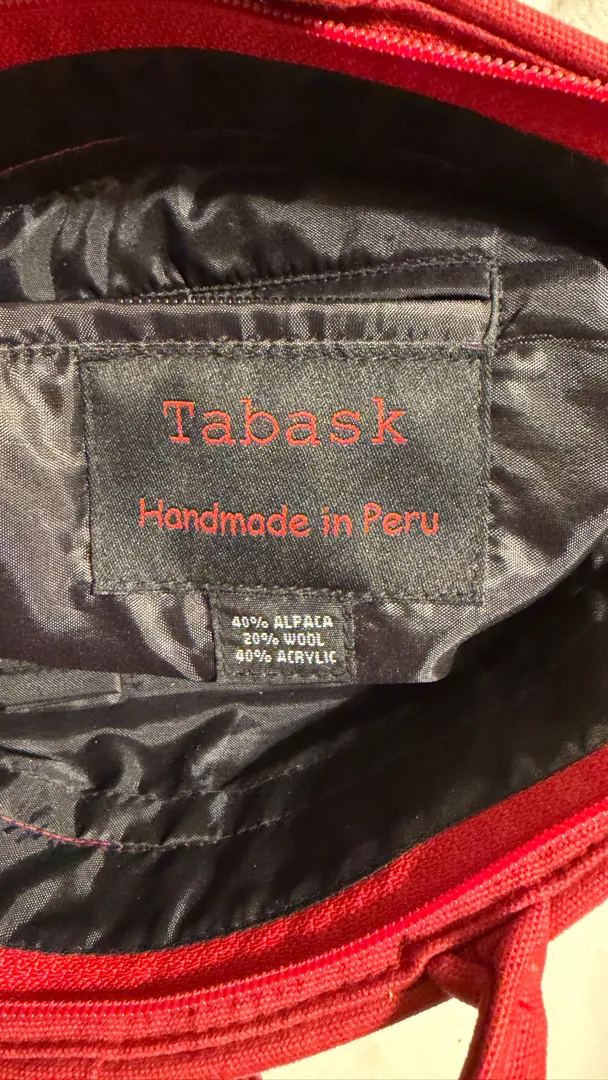 Tabask
Handmade in Peru
40% ALPACA
20% WOOL
40% ACRYLIC